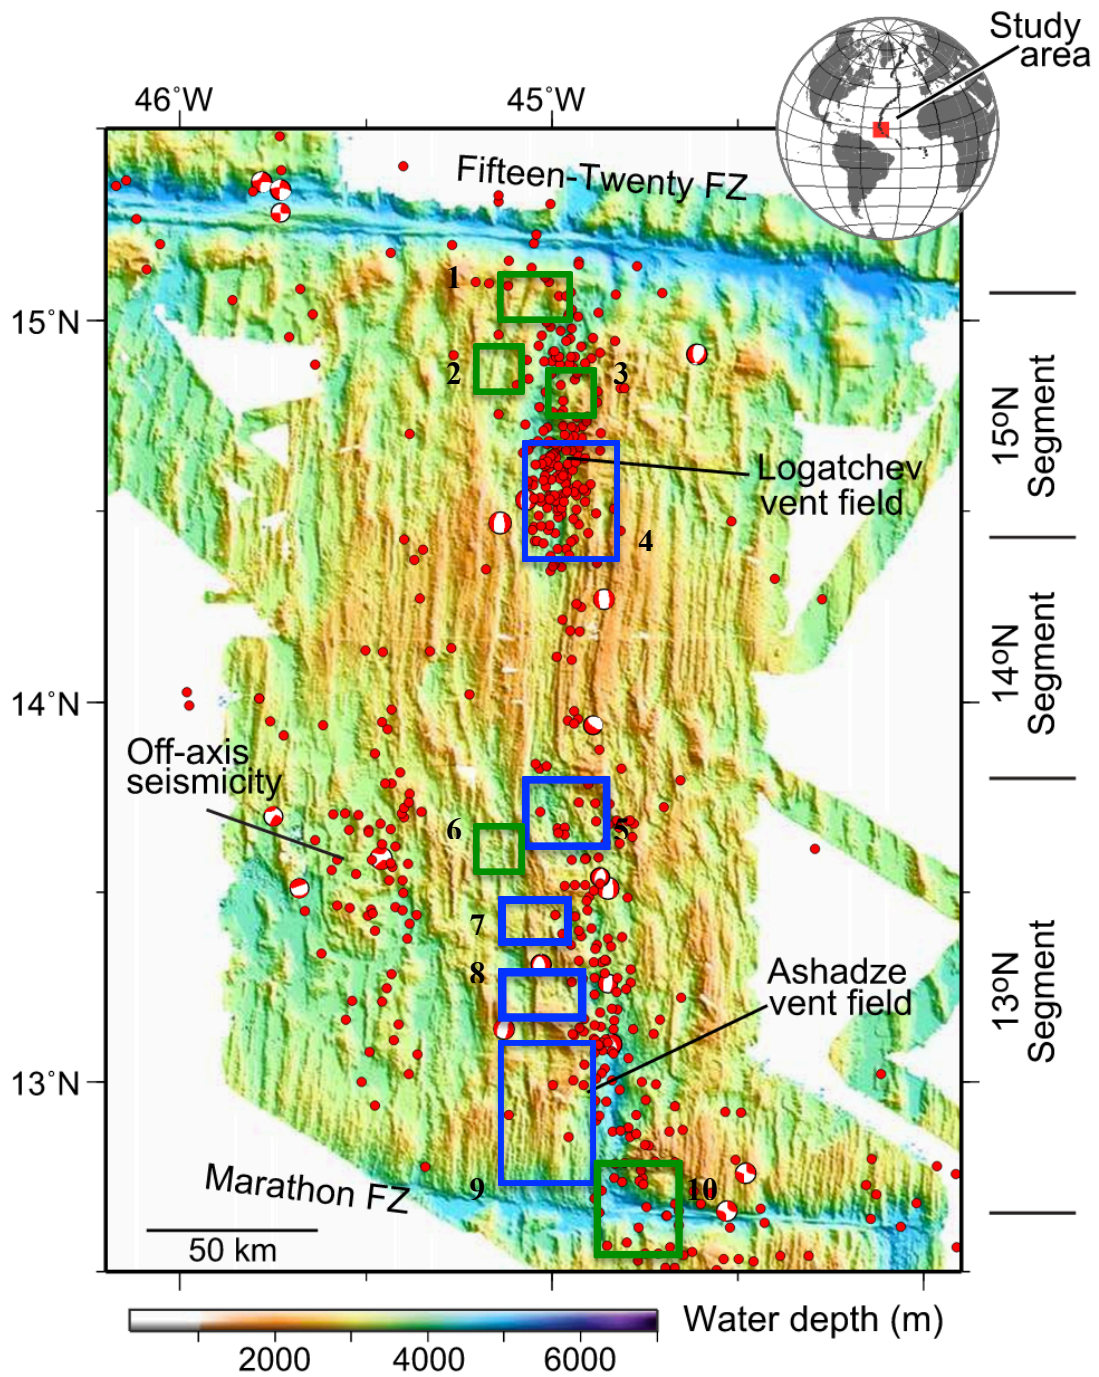 Study
area
46°W
45°W
Fifteen-Twenty FZ
1
15°N
2
3
15°N
Segment
Logatchev
vent field
4
14°N
Segment
14°N
Off-axis
seismicity
5
6
7
8
Ashadze
vent field
13°N
Segment
13°N
Marathon FZ
9
10
50 km
Water depth (m)
2000
4000
6000